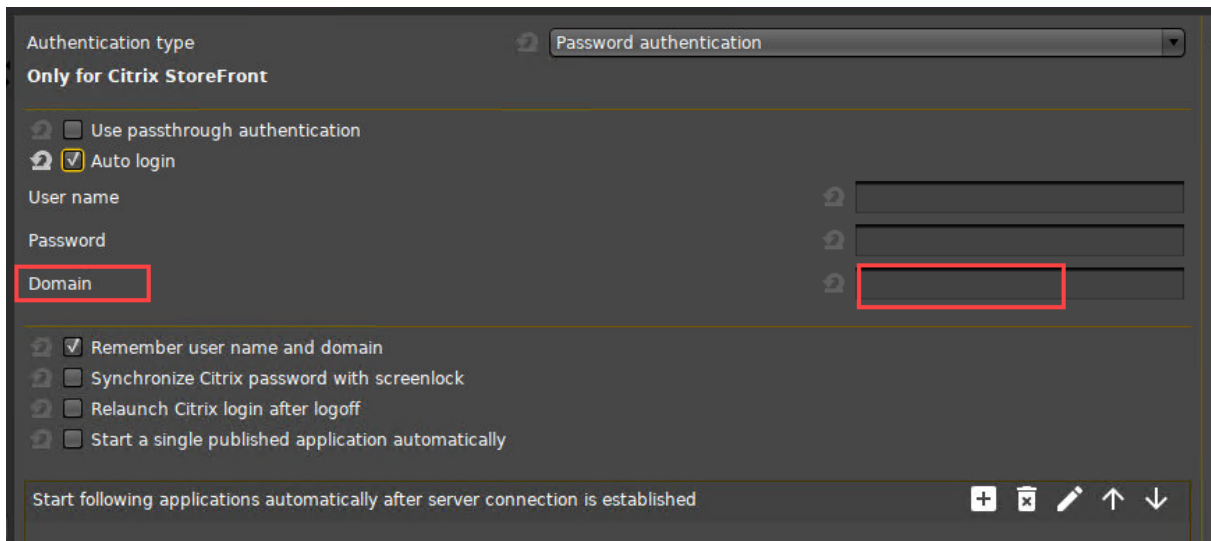 Authentication type
Password authentication
Only for Citrix StoreFront
Use passthrough authentication
Auto login
User name
Password
Domain
Remember user name and domain
Synchronize Citrix password with screenlock
Relaunch Citrix login after logoff
Start a single published application automatically
Start following applications automatically after server connection is established